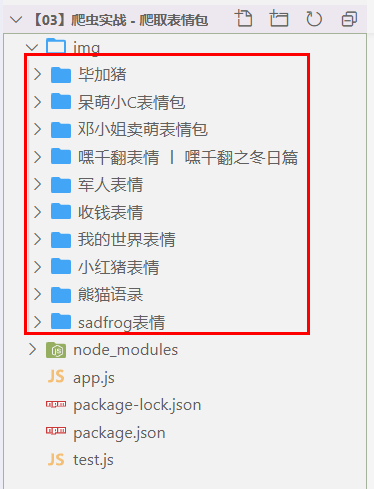 【03】爬虫实战 - 爬取表情包
img
毕加猪
呆萌小C表情包
邓小姐卖萌表情包
嘿千翻表情 丨 嘿千翻之冬日篇
军人表情
收钱表情
我的世界表情
小红猪表情
熊猫语录
sadfrog表情
node_modules
JS app.js
package-lock.json
package.json
JS test.js